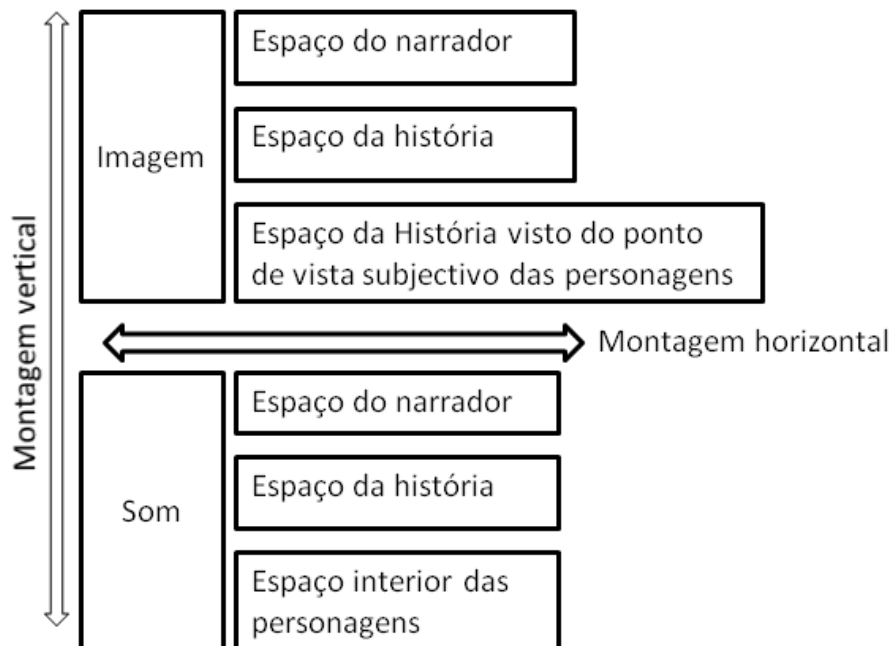 Espaço do narrador
Imagem
Espaço da história
Espaço da História visto do ponto
de vista subjectivo das personagens
Montagem vertical
Montagem horizontal
Espaço do narrador
Som
Espaço da história
Espaço interior das
personagens